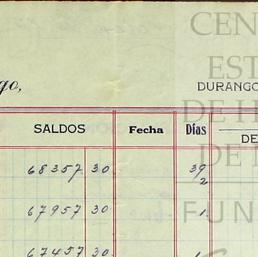 CEN
EST
go,
DURANGO
DE H
SALDOS Fecha Días DE
DE
68357 30 39
2
67957 30 1
FUN
67457 30